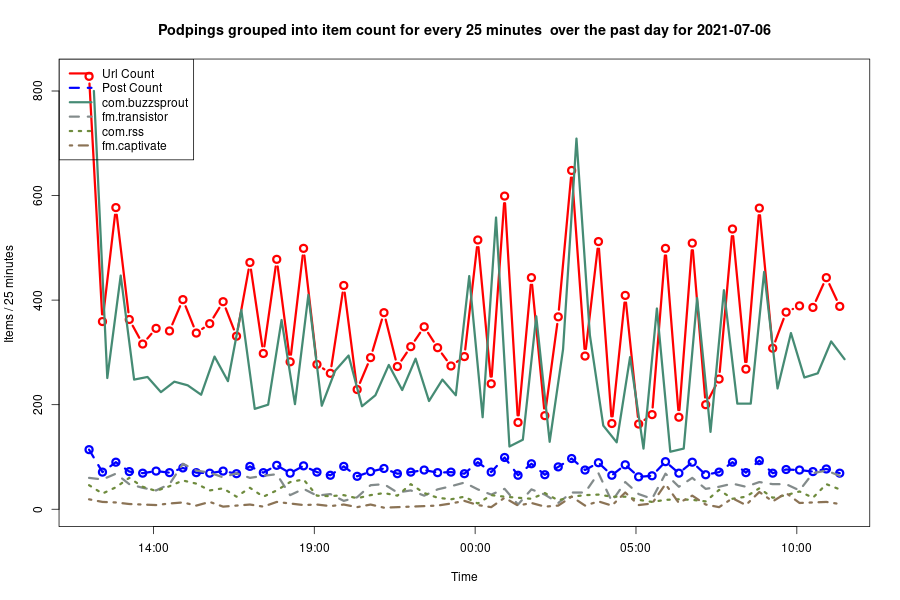 Podpings grouped into item count for every 25 minutes  over the past day for 2021-07-06
Url Count
Post Count
com.buzzsprout
fm.transistor
com.rss
fm.captivate
Items / 25 minutes
800
600
400
200
0
14:00
19:00
00:00
05:00
10:00
Time